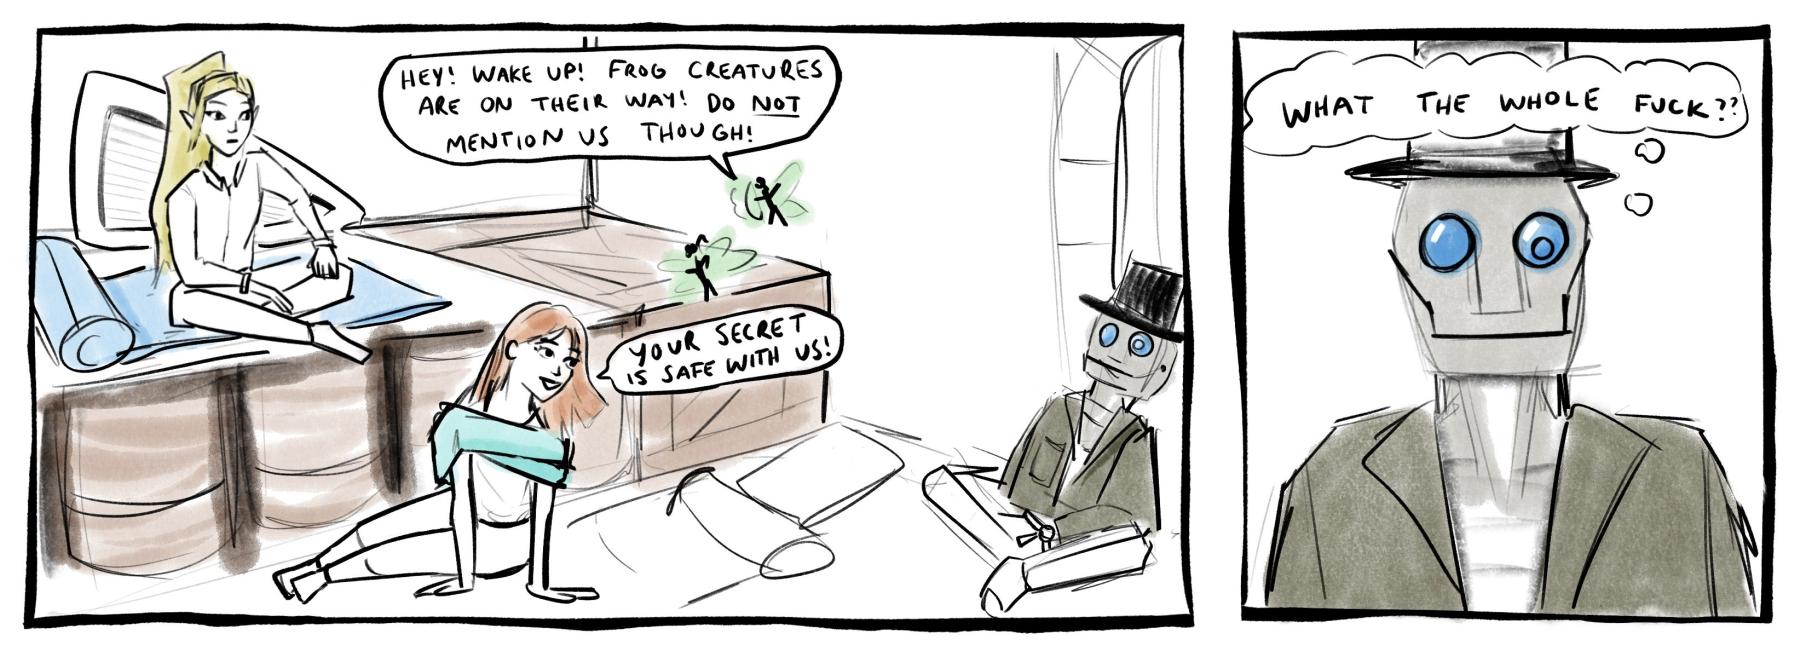 HEY! WAKE UP! FROG CREATURES
ARE ON THEIR WAY! DO NOT
MENTION US THOUGH!
YOUR SECRET
IS SAFE WITH US!
WHAT THE WHOLE FUCK??